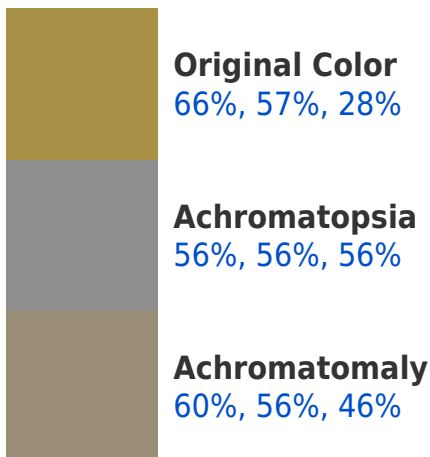 Original Color
66%, 57%, 28%
Achromatopsia
56%, 56%, 56%
Achromatomaly
60%, 56%, 46%